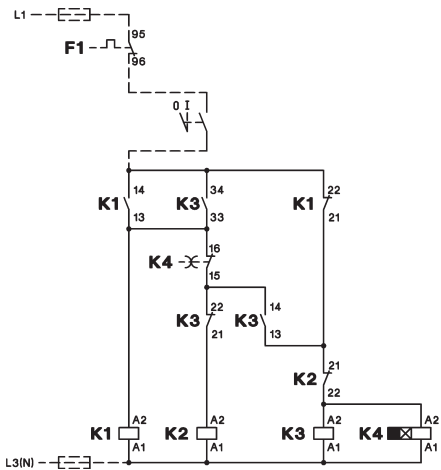 L1
95
F1
96
0 I
14 34 22
K1 K3 K1
13 33 21
16
K4
15
22 14
K3 K3
21 13
21
K2
22
A2 A2 A2 A2
K1 K2 K3 K4
A1 A1 A1 A1
L3(N)